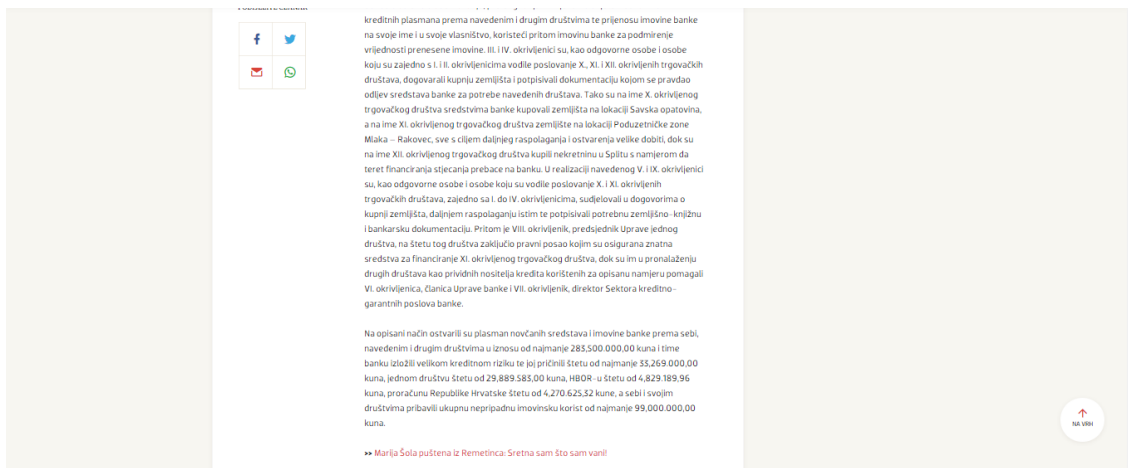 kreditnih plasmana prema navedenim i drugim društvima te prijenosu imovine banke
na svoje ime i u svoje vlasništvo, koristeći pritom imovinu banke za podmirenje
vrijednosti prenesene imovine. III. i IV. okrivljenici su, kao odgovorne osobe i osobe
koju su zajedno s I. i II. okrivljenicima vodile poslovanje X., XI. i XII. okrivljenih trgovačkih
društava, dogovarali kupnju zemljišta i potpisivali dokumentaciju kojom se pravdao
odljev sredstava banke za potrebe navedenih društava. Tako su na ime X. okrivljenog
trgovačkog društva sredstvima banke kupovali zemljišta na lokaciji Savska opatovina,
a na ime XI. okrivljenog trgovačkog društva zemljište na lokaciji Poduzetničke zone
Mlaka – Rakovec, sve s ciljem daljnjeg raspolaganja i ostvarenja velike dobiti, dok su
na ime XII. okrivljenog trgovačkog društva kupili nekretninu u Splitu s namjerom da
teret financiranja stjecanja prebace na banku. U realizaciji navedenog V. i IX. okrivljenici
su, kao odgovorne osobe i osobe koju su vodile poslovanje X. i XI. okrivljenih
trgovačkih društava, zajedno sa I. do IV. okrivljenicima, sudjelovali u dogovorima o
kupnji zemljišta, daljnjem raspolaganju istim te potpisivali potrebnu zemljišno-knjižnu
i bankarsku dokumentaciju. Pritom je VIII. okrivljenik, predsjednik Uprave jednog
društva, na štetu tog društva zaključio pravni posao kojim su osigurana znatna
sredstva za financiranje XI. okrivljenog trgovačkog društva, dok su im u pronalaženju
drugih društava kao prividnih nositelja kredita korištenih za opisanu namjeru pomagali
VI. okrivljenica, članica Uprave banke i VII. okrivljenik, direktor Sektora kreditno-
garantnih poslova banke.
Na opisani način ostvarili su plasman novčanih sredstava i imovine banke prema sebi,
navedenim i drugim društvima u iznosu od najmanje 283,500.000,00 kuna i time
banku izložili velikom kreditnom riziku te joj pričinili štetu od najmanje 33,269.000,00
kuna, jednom društvu štetu od 29,889.583,00 kuna, HBOR-u štetu od 4,829.189,96
kuna, proračunu Republike Hrvatske štetu od 4,270.625,32 kune, a sebi i svojim
društvima pribavili ukupnu nepripadnu imovinsku korist od najmanje 99,000.000,00
kuna.
>> Marija Šola puštena iz Remetinca: Sretna sam što sam vani!
NA VRH